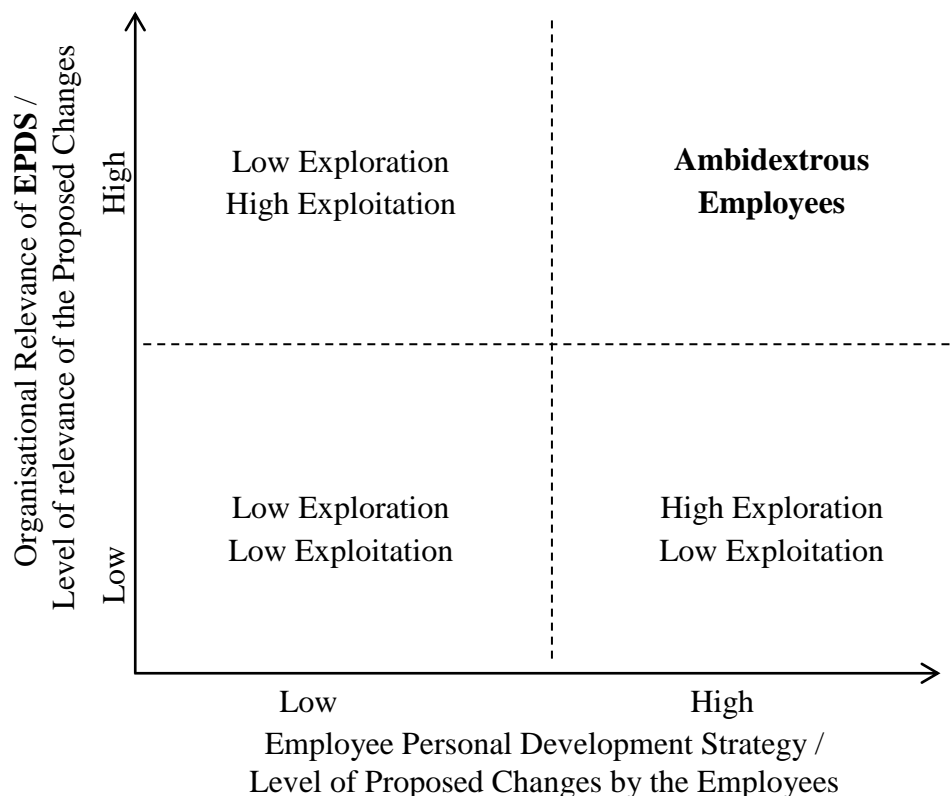 Organisational Relevance of EPDS /
Level of relevance of the Proposed Changes
High
Low
Low Exploration
High Exploitation
Ambidextrous
Employees
Low Exploration
Low Exploitation
High Exploration
Low Exploitation
Low
High
Employee Personal Development Strategy /
Level of Proposed Changes by the Employees